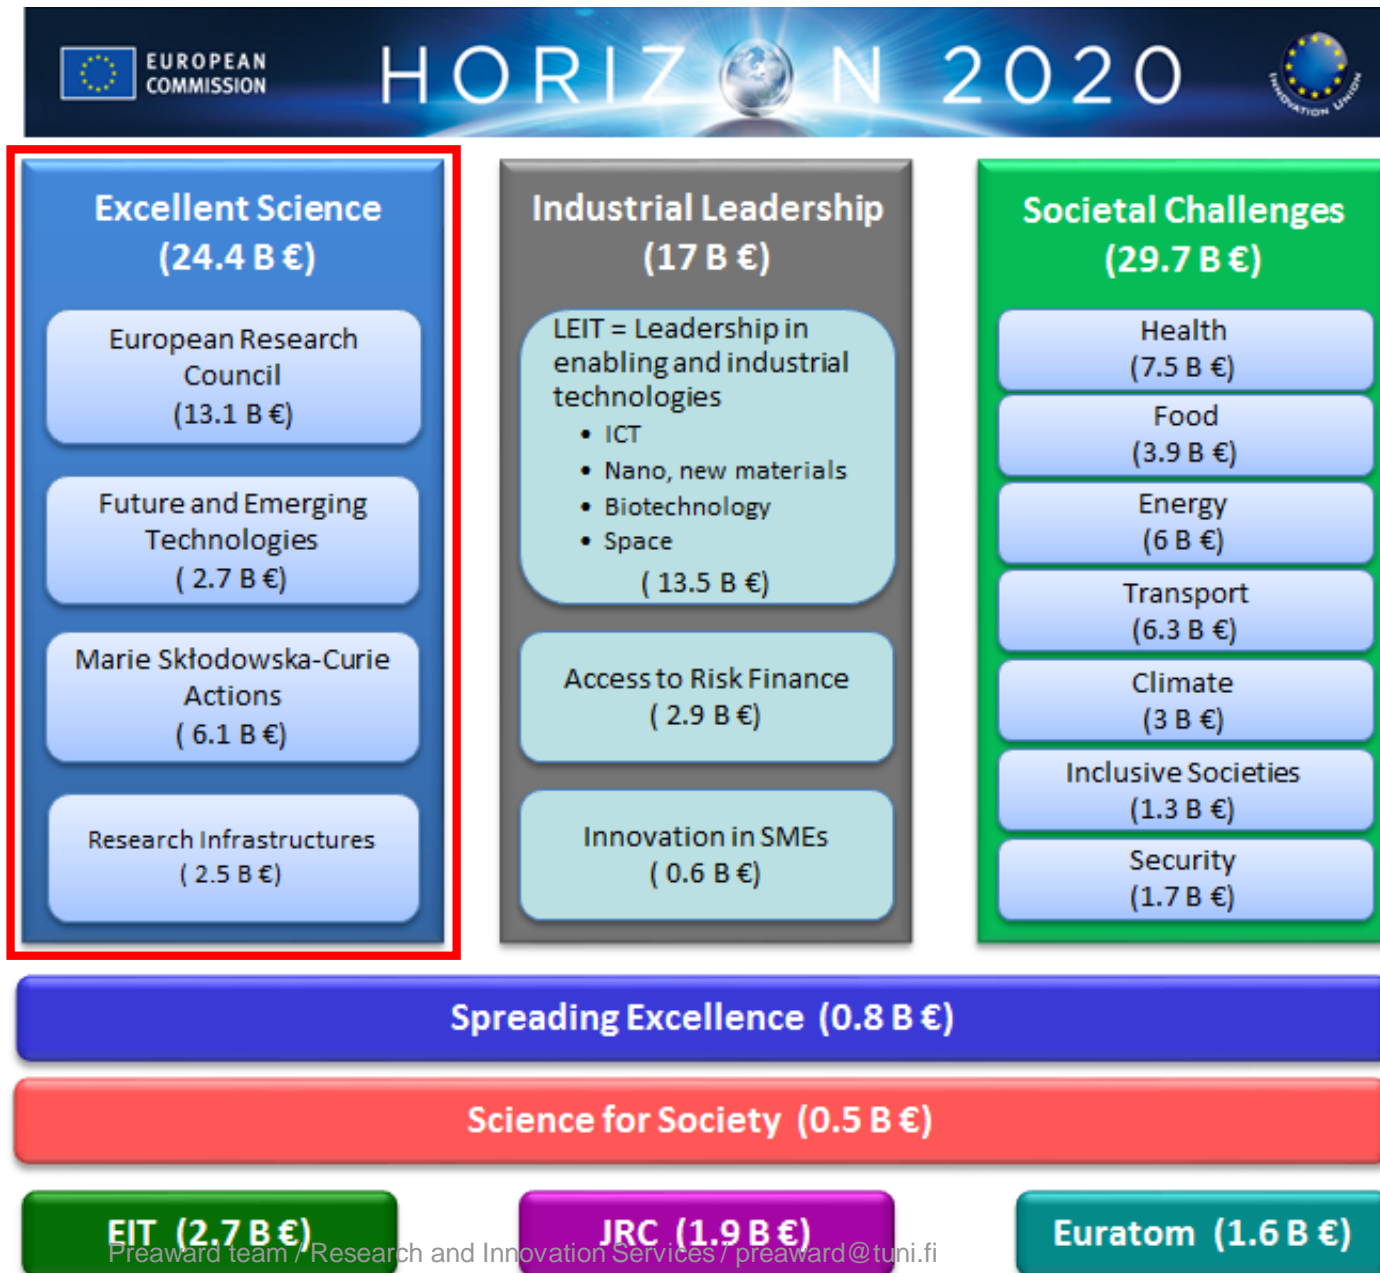 EUROPEAN
COMMISSION
HORIZON 2020
INNOVATION UNION
Excellent Science
(24.4 B €)
European Research
Council
(13.1 B €)
Future and Emerging
Technologies
( 2.7 B €)
Marie Skłodowska-Curie
Actions
( 6.1 B €)
Research Infrastructures
( 2.5 B €)
Industrial Leadership
(17 B €)
LEIT = Leadership in
enabling and industrial
technologies
• ICT
• Nano, new materials
• Biotechnology
• Space
( 13.5 B €)
Access to Risk Finance
( 2.9 B €)
Innovation in SMEs
( 0.6 B €)
Societal Challenges
(29.7 B €)
Health
(7.5 B €)
Food
(3.9 B €)
Energy
(6 B €)
Transport
(6.3 B €)
Climate
(3 B €)
Inclusive Societies
(1.3 B €)
Security
(1.7 B €)
Spreading Excellence (0.8 B €)
Science for Society (0.5 B €)
EIT (2.7 B €)
JRC (1.9 B €)
Euratom (1.6 B €)
Preaward team / Research and Innovation Services / preaward@tuni.fi